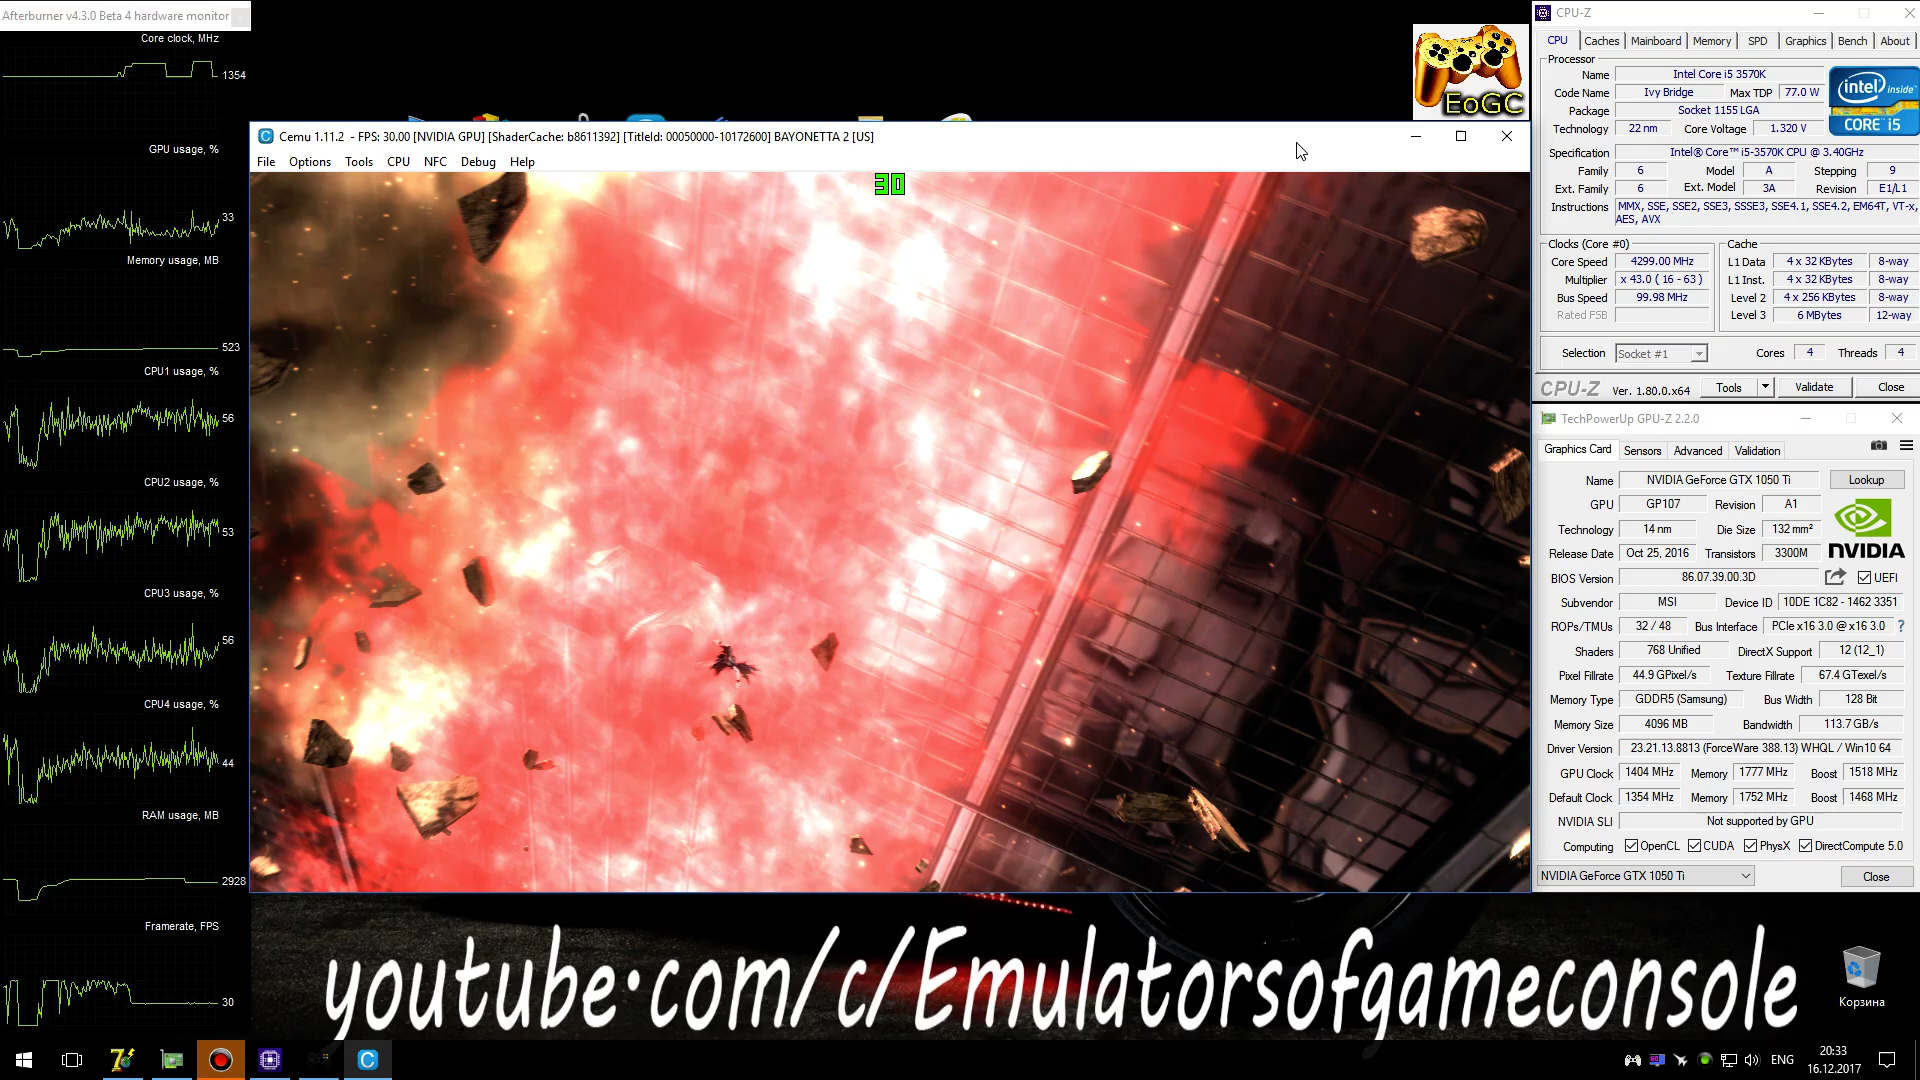 Afterburner v4.3.0 Beta 4 hardware monitor
Core clock, MHz
1354
GPU usage, %
33
Memory usage, MB
523
CPU1 usage, %
56
CPU2 usage, %
53
CPU3 usage, %
56
CPU4 usage, %
44
RAM usage, MB
2928
Framerate, FPS
30
EoGC
Cemu 1.11.2 - FPS: 30.00 [NVIDIA GPU] [ShaderCache: b8611392] [TitleId: 00050000-10172600] BAYONETTA 2 [US]
File Options Tools CPU NFC Debug Help
30
CPU-Z
CPU Caches Mainboard Memory SPD Graphics Bench About
Processor
Name Intel Core i5 3570K
Code Name Ivy Bridge Max TDP 77.0 W
Package Socket 1155 LGA
Technology 22 nm Core Voltage 1.320 V
intel inside™
CORE i5
Specification Intel® Core™ i5-3570K CPU @ 3.40GHz
Family 6 Model A Stepping 9
Ext. Family 6 Ext. Model 3A Revision E1/L1
Instructions MMX, SSE, SSE2, SSE3, SSSE3, SSE4.1, SSE4.2, EM64T, VT-x,
AES, AVX
Clocks (Core #0) Cache
Core Speed 4299.00 MHz L1 Data 4 x 32 KBytes 8-way
Multiplier x 43.0 ( 16 - 63 ) L1 Inst. 4 x 32 KBytes 8-way
Bus Speed 99.98 MHz Level 2 4 x 256 KBytes 8-way
Rated FSB Level 3 6 MBytes 12-way
Selection Socket #1 Cores 4 Threads 4
CPU-Z Ver. 1.80.0.x64 Tools Validate Close
TechPowerUp GPU-Z 2.2.0
Graphics Card Sensors Advanced Validation
Name NVIDIA GeForce GTX 1050 Ti Lookup
GPU GP107 Revision A1
Technology 14 nm Die Size 132 mm²
Release Date Oct 25, 2016 Transistors 3300M
NVIDIA
BIOS Version 86.07.39.00.3D UEFI
Subvendor MSI Device ID 10DE 1C82 - 1462 3351
ROPs/TMUs 32 / 48 Bus Interface PCIe x16 3.0 @ x16 3.0 ?
Shaders 768 Unified DirectX Support 12 (12_1)
Pixel Fillrate 44.9 GPixel/s Texture Fillrate 67.4 GTexel/s
Memory Type GDDR5 (Samsung) Bus Width 128 Bit
Memory Size 4096 MB Bandwidth 113.7 GB/s
Driver Version 23.21.13.8813 (ForceWare 388.13) WHQL / Win10 64
GPU Clock 1404 MHz Memory 1777 MHz Boost 1518 MHz
Default Clock 1354 MHz Memory 1752 MHz Boost 1468 MHz
NVIDIA SLI Not supported by GPU
Computing OpenCL CUDA PhysX DirectCompute 5.0
NVIDIA GeForce GTX 1050 Ti Close
youtube.com/c/Emulatorsofgameconsole
Корзина
ENG
20:33
16.12.2017